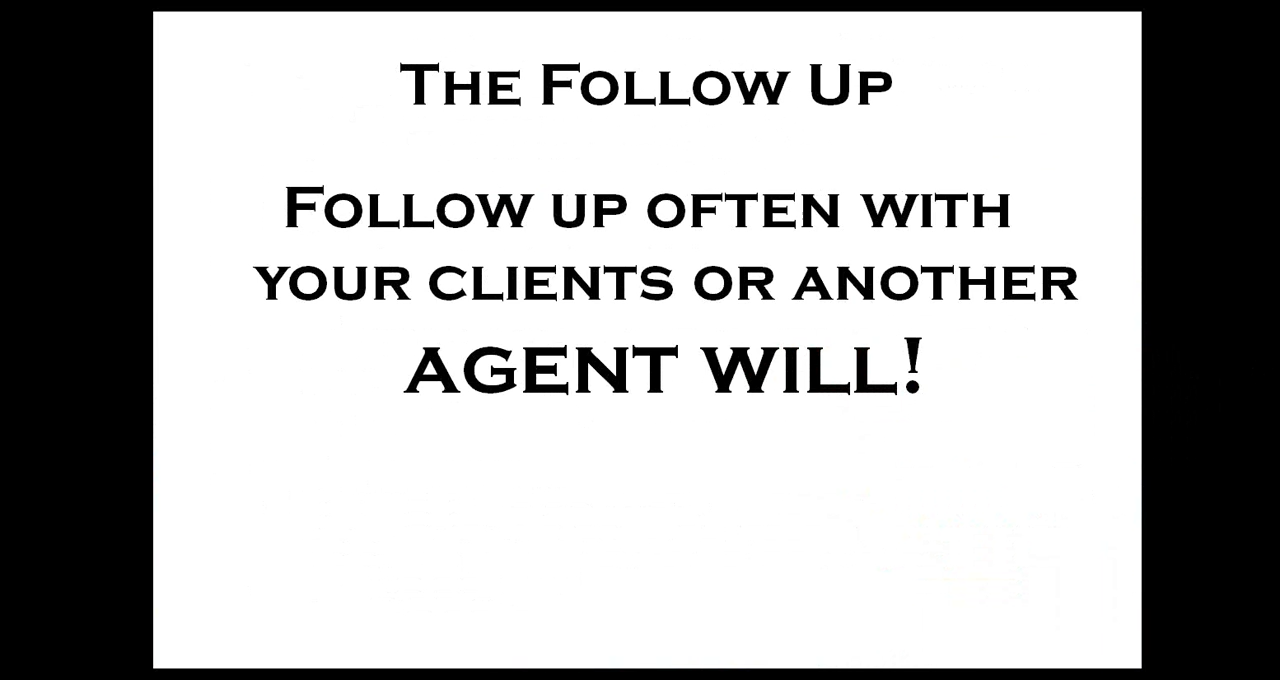 The Follow Up
Follow up often with
your clients or another
agent will!